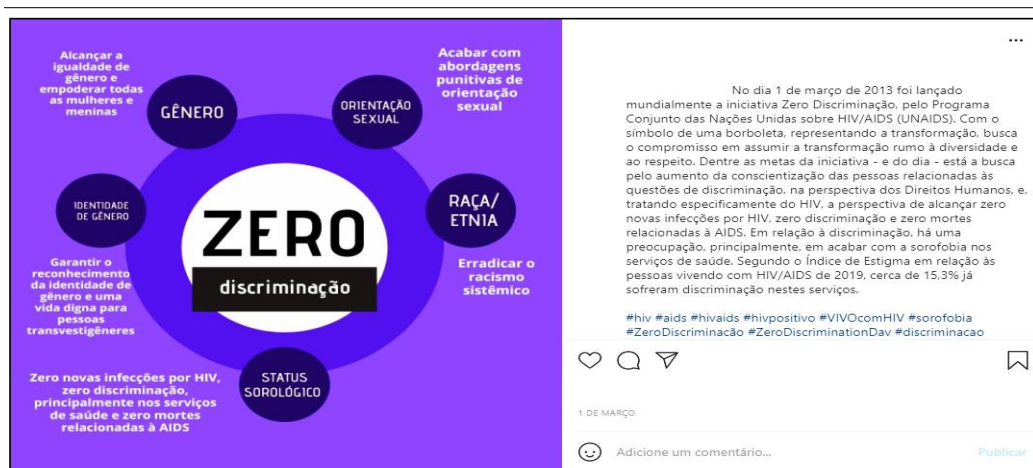 Alcançar a
igualdade de
gênero e
empoderar todas
as mulheres e
meninas
GÊNERO
ORIENTAÇÃO
SEXUAL
Acabar com
abordagens
punitivas de
orientação
sexual
IDENTIDADE
DE GÊNERO
Garantir o
reconhecimento
da identidade de
gênero e uma
vida digna para
pessoas
transvestigêneres
ZERO
discriminação
RAÇA/
ETNIA
Erradicar o
racismo
sistêmico
STATUS
SOROLÓGICO
Zero novas infecções por HIV,
zero discriminação,
principalmente nos serviços
de saúde e zero mortes
relacionadas à AIDS
No dia 1 de março de 2013 foi lançado
mundialmente a iniciativa Zero Discriminação, pelo Programa
Conjunto das Nações Unidas sobre HIV/AIDS (UNAIDS). Com o
símbolo de uma borboleta, representando a transformação, busca
o compromisso em assumir a transformação rumo à diversidade e
ao respeito. Dentre as metas da iniciativa - e do dia - está a busca
pelo aumento da conscientização das pessoas relacionadas às
questões de discriminação, na perspectiva dos Direitos Humanos, e,
tratando especificamente do HIV, a perspectiva de alcançar zero
novas infecções por HIV, zero discriminação e zero mortes
relacionadas à AIDS. Em relação à discriminação, há uma
preocupação, principalmente, em acabar com a sorofobia nos
serviços de saúde. Segundo o Índice de Estigma em relação às
pessoas vivendo com HIV/AIDS de 2019, cerca de 15,3% já
sofreram discriminação nestes serviços.
#hiv #aids #hivaids #hivpositivo #VIVOcomHIV #sorofobia
#ZeroDiscriminacão #ZeroDiscriminationDay #discriminacao
1 DE MARÇO
Adicione um comentário...
Publicar